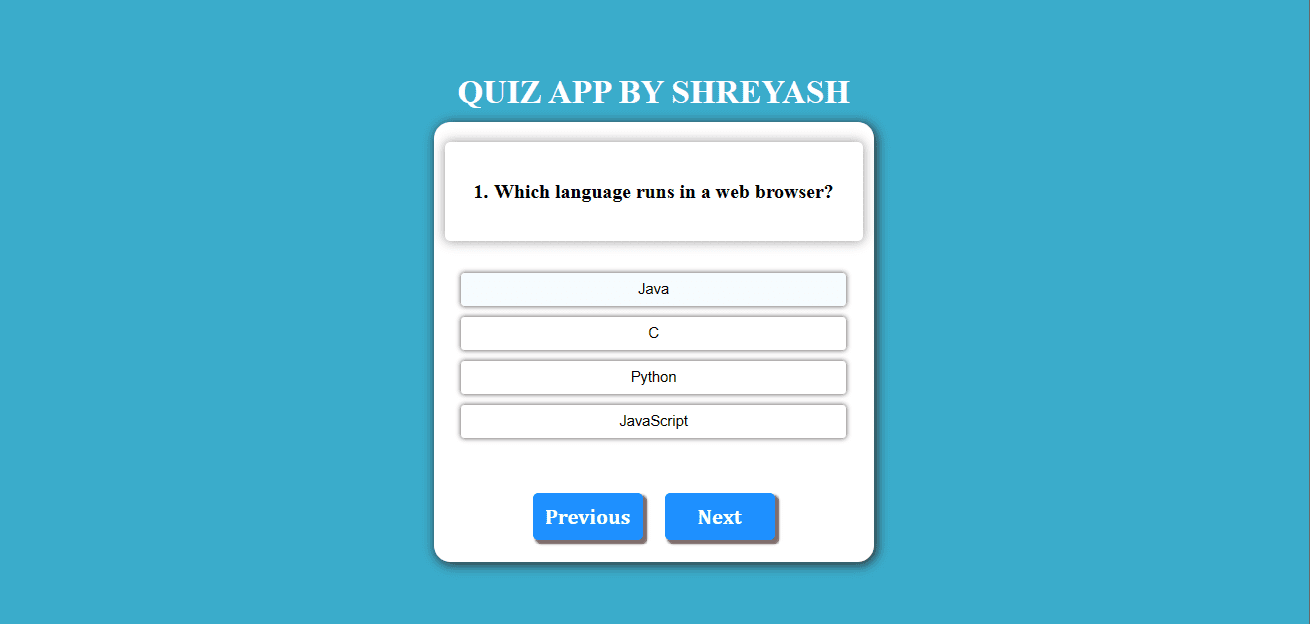 QUIZ APP BY SHREYASH
1. Which language runs in a web browser?
Java
C
Python
JavaScript
Previous Next